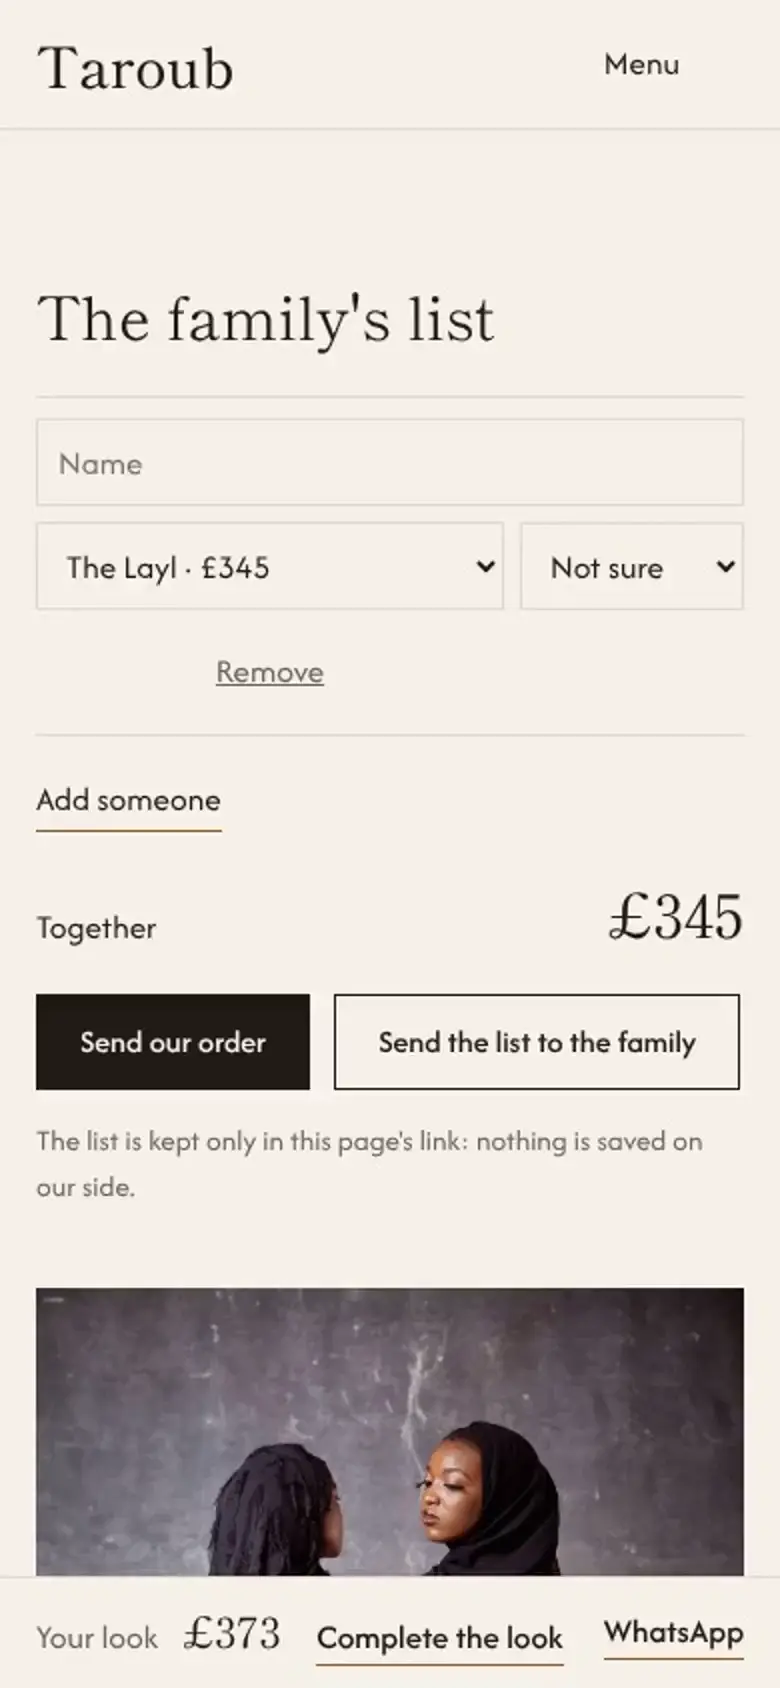 Taroub
Menu
The family's list
Name
The Layl · £345
Not sure
Remove
Add someone
Together
£345
Send our order
Send the list to the family
The list is kept only in this page's link: nothing is saved on
our side.
Your look £373 Complete the look WhatsApp